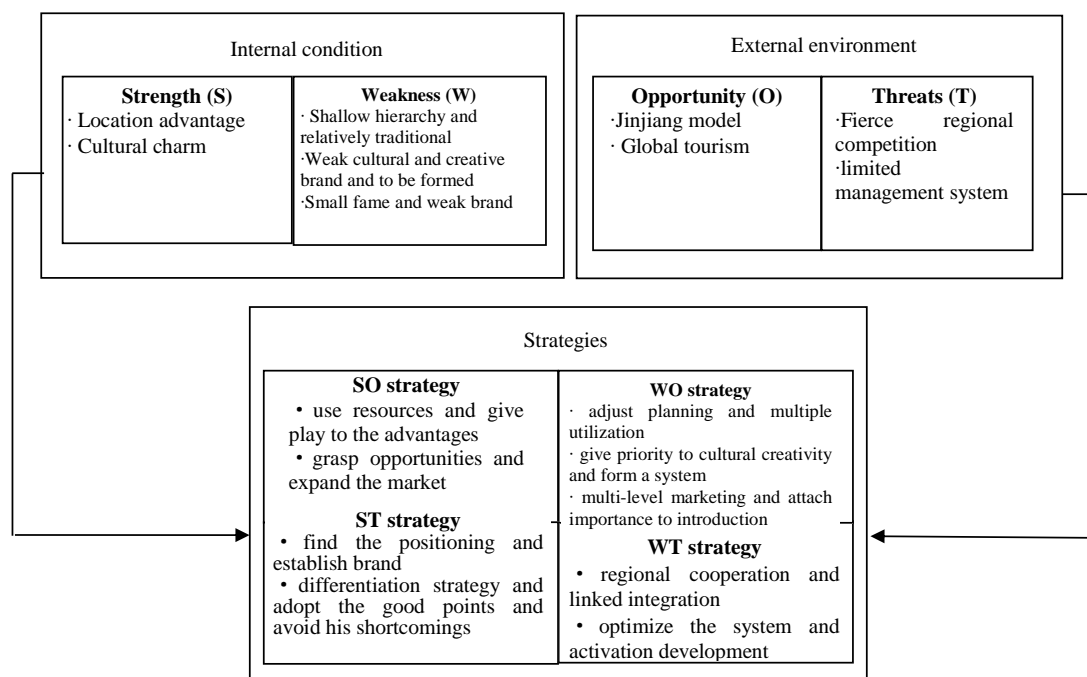 Internal condition
Strength (S)
· Location advantage
· Cultural charm
Weakness (W)
· Shallow hierarchy and
relatively traditional
·Weak cultural and creative
brand and to be formed
·Small fame and weak brand
External environment
Opportunity (O)
·Jinjiang model
· Global tourism
Threats (T)
·Fierce regional
competition
·limited
management system
Strategies
SO strategy
• use resources and give
play to the advantages
• grasp opportunities and
expand the market
WO strategy
· adjust planning and multiple
utilization
· give priority to cultural creativity
and form a system
· multi-level marketing and attach
importance to introduction
ST strategy
• find the positioning and
establish brand
• differentiation strategy and
adopt the good points and
avoid his shortcomings
WT strategy
• regional cooperation and
linked integration
• optimize the system and
activation development